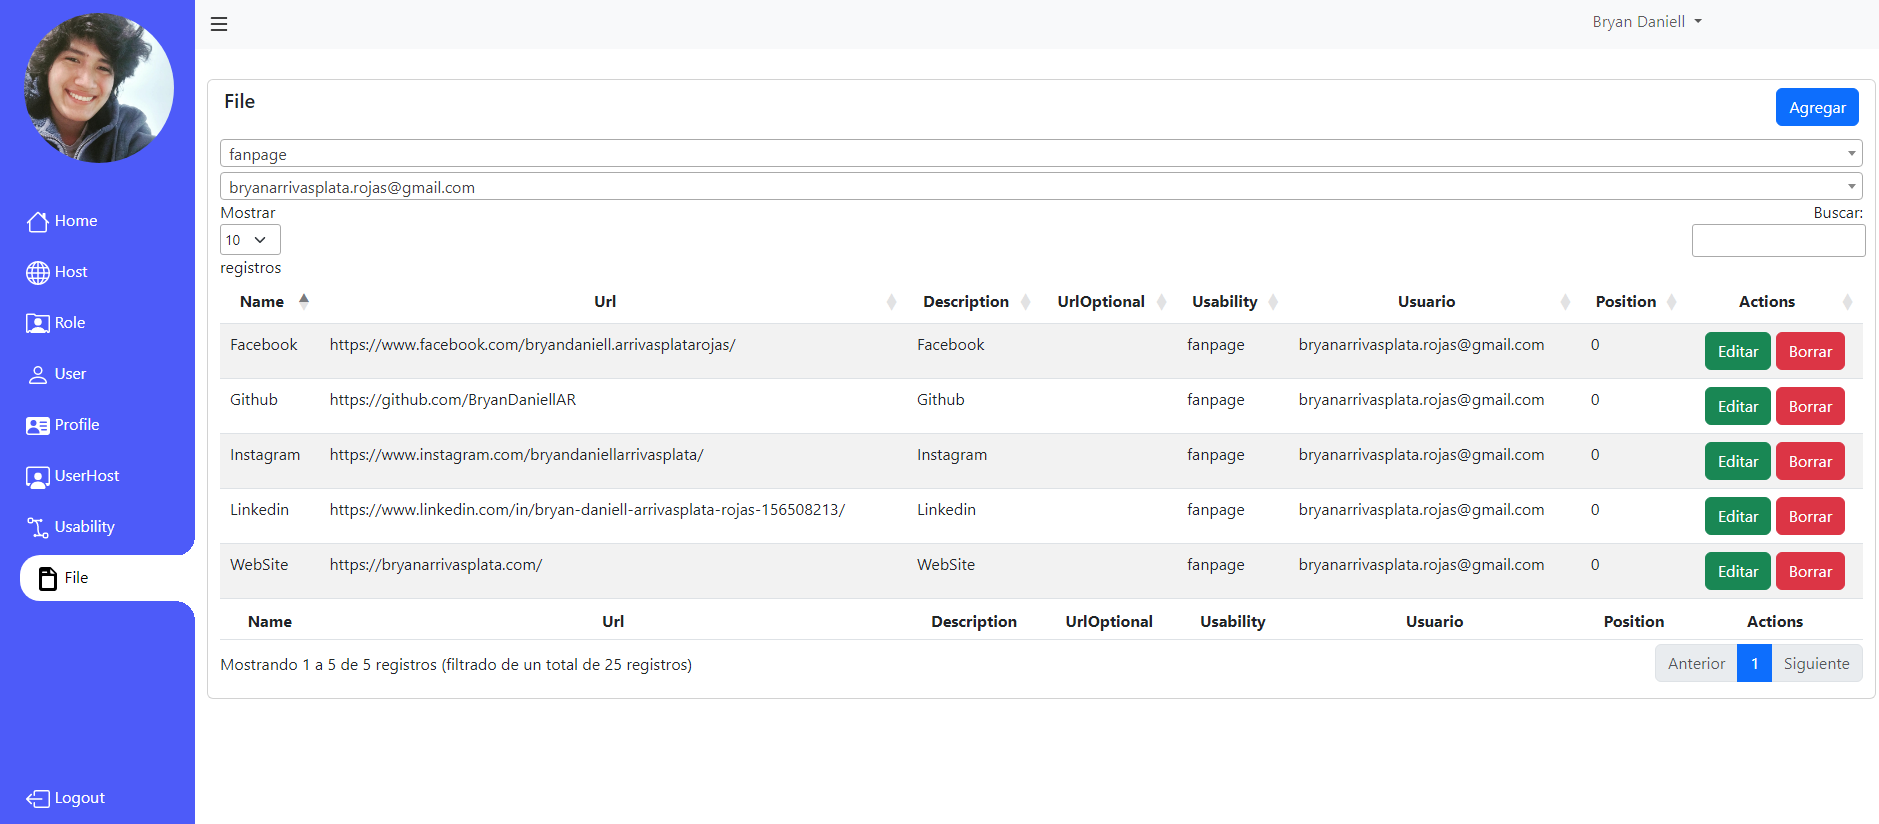 Bryan Daniell
Home
Host
Role
User
Profile
UserHost
Usability
File
Logout
File
Agregar
fanpage
bryanarrivasplata.rojas@gmail.com
Mostrar
10
registros
Buscar:
Name Url Description UrlOptional Usability Usuario Position Actions
Facebook https://www.facebook.com/bryandaniell.arrivasplatarojas/ Facebook fanpage bryanarrivasplata.rojas@gmail.com 0 Editar Borrar
Github https://github.com/BryanDaniellAR Github fanpage bryanarrivasplata.rojas@gmail.com 0 Editar Borrar
Instagram https://www.instagram.com/bryandaniellarrivasplata/ Instagram fanpage bryanarrivasplata.rojas@gmail.com 0 Editar Borrar
Linkedin https://www.linkedin.com/in/bryan-daniell-arrivasplata-rojas-156508213/ Linkedin fanpage bryanarrivasplata.rojas@gmail.com 0 Editar Borrar
WebSite https://bryanarrivasplata.com/ WebSite fanpage bryanarrivasplata.rojas@gmail.com 0 Editar Borrar
Name Url Description UrlOptional Usability Usuario Position Actions
Mostrando 1 a 5 de 5 registros (filtrado de un total de 25 registros)
Anterior 1 Siguiente